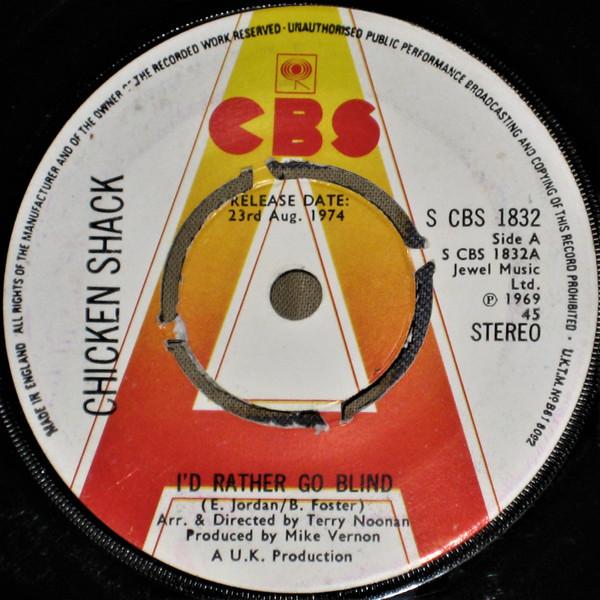 MADE IN ENGLAND ALL RIGHTS OF THE MANUFACTURER AND OF THE OWNER OF THE RECORDED WORK RESERVED · UNAUTHORISED PUBLIC PERFORMANCE BROADCASTING AND COPYING OF THIS RECORD PROHIBITED · U.K.T.M. Nº B618092
CBS
RELEASE DATE:
23rd Aug. 1974
CHICKEN SHACK
S CBS 1832
Side A
S CBS 1832A
Jewel Music
Ltd.
℗ 1969
45
STEREO
A
I'D RATHER GO BLIND
(E. Jordan/B. Foster)
Arr. & Directed by Terry Noonan
Produced by Mike Vernon
A U.K. Production